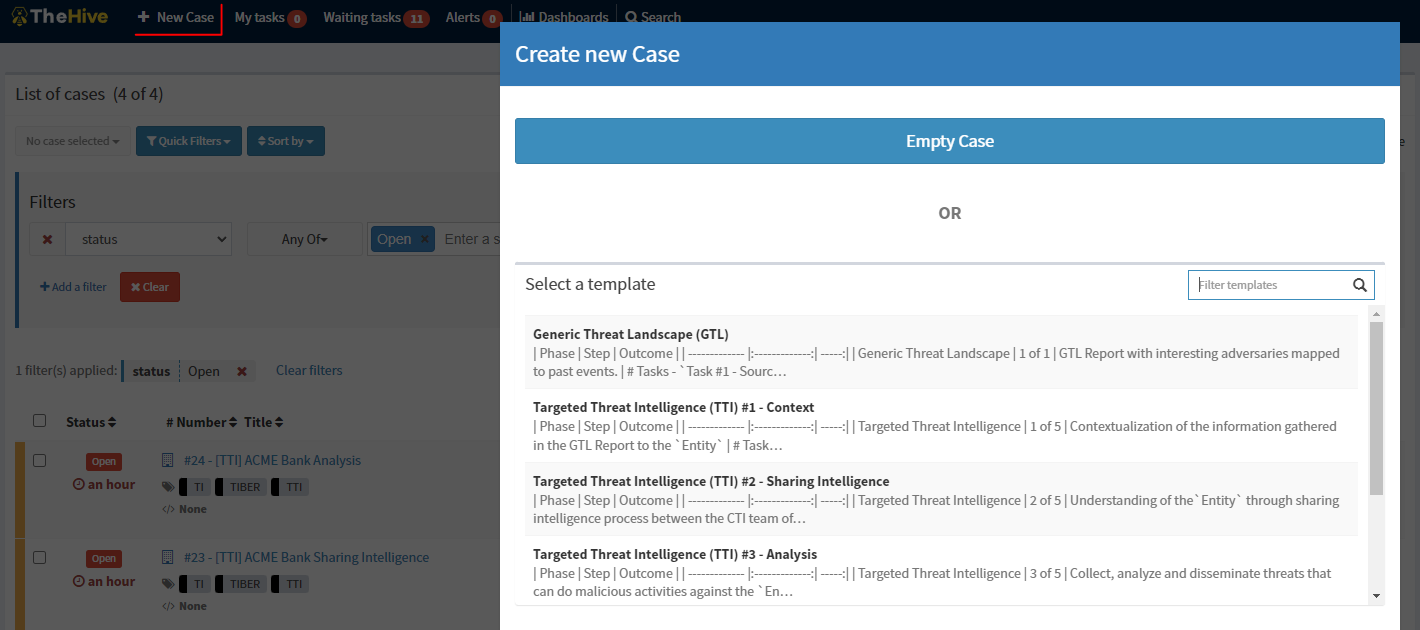 TheHive
+ New Case
My tasks 0
Waiting tasks 11
Alerts 0
Dashboards
Search
Create new Case
Empty Case
OR
Select a template
Filter templates
Generic Threat Landscape (GTL)
| Phase | Step | Outcome | | ------------- |:-------------:| -----:| | Generic Threat Landscape | 1 of 1 | GTL Report with interesting adversaries mapped
to past events. | # Tasks - `Task #1 - Sourc…
Targeted Threat Intelligence (TTI) #1 - Context
| Phase | Step | Outcome | | ------------- |:-------------:| -----:| | Targeted Threat Intelligence | 1 of 5 | Contextualization of the information gathered
in the GTL Report to the `Entity` | # Task…
Targeted Threat Intelligence (TTI) #2 - Sharing Intelligence
| Phase | Step | Outcome | | ------------- |:-------------:| -----:| | Targeted Threat Intelligence | 2 of 5 | Understanding of the`Entity` through sharing
intelligence process between the CTI team of…
Targeted Threat Intelligence (TTI) #3 - Analysis
| Phase | Step | Outcome | | ------------- |:-------------:| -----:| | Targeted Threat Intelligence | 3 of 5 | Collect, analyze and disseminate threats that
can do malicious activities against the `En…
List of cases (4 of 4)
No case selected
Quick Filters
Sort by
Filters
status
Any Of
Open ×
Enter a s
+ Add a filter
× Clear
1 filter(s) applied: status Open × Clear filters
Status # Number Title
Open
#24 - [TTI] ACME Bank Analysis
an hour
TI TIBER TTI
</> None
Open
#23 - [TTI] ACME Bank Sharing Intelligence
an hour
TI TIBER TTI
</> None